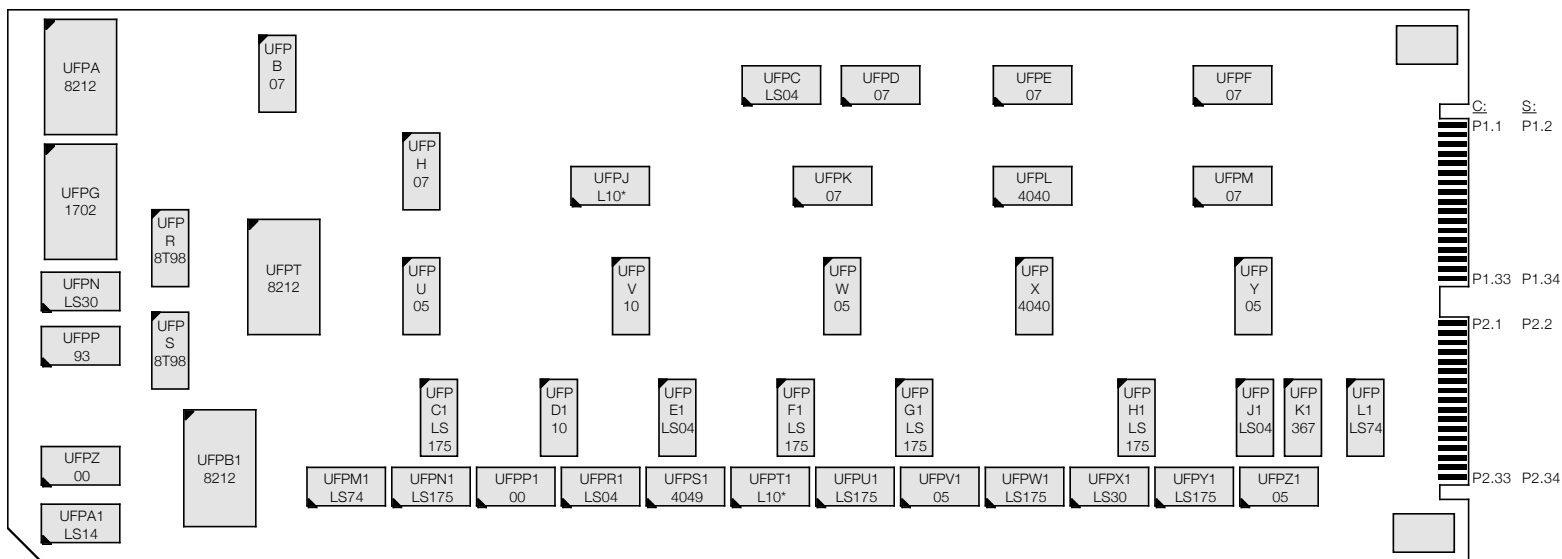 UFPA
8212
UFP
B
07
UFPC
LS04
UFPD
07
UFPE
07
UFPF
07
C:
S:
P1.1
P1.2
UFPG
1702
UFP
H
07
UFPJ
L10*
UFPK
07
UFPL
4040
UFPM
07
UFP
R
8T98
UFPT
8212
UFP
U
05
UFP
V
10
UFP
W
05
UFP
X
4040
UFP
Y
05
P1.33
P1.34
UFPN
LS30
UFPP
93
UFP
S
8T98
P2.1
P2.2
UFP
C1
LS
175
UFP
D1
10
UFP
E1
LS04
UFP
F1
LS
175
UFP
G1
LS
175
UFP
H1
LS
175
UFP
J1
LS04
UFP
K1
367
UFP
L1
LS74
UFPZ
00
UFPB1
8212
UFPM1
LS74
UFPN1
LS175
UFPP1
00
UFPR1
LS04
UFPS1
4049
UFPT1
L10*
UFPU1
LS175
UFPV1
05
UFPW1
LS175
UFPX1
LS30
UFPY1
LS175
UFPZ1
05
P2.33
P2.34
UFPA1
LS14